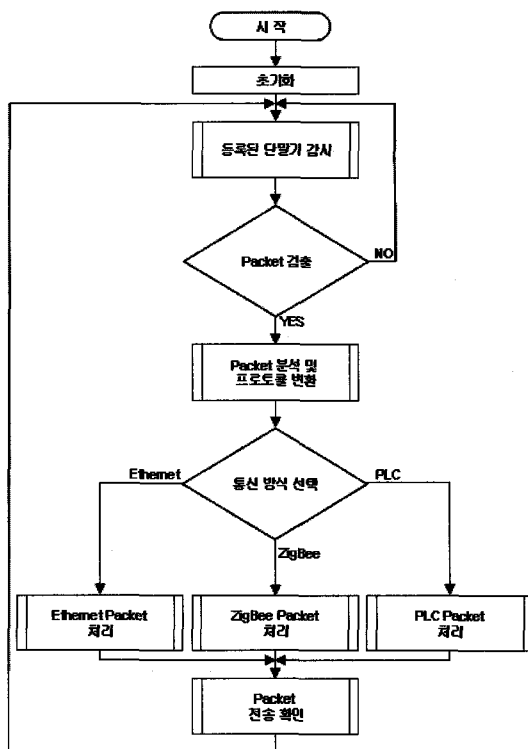 시 작
초기화
등록된 단말기 감시
Packet 검출
NO
YES
Packet 분석 및
프로토콜 변환
Ethernet
통신 방식 선택
PLC
ZigBee
Ethernet Packet
처리
ZigBee Packet
처리
PLC Packet
처리
Packet
전송 확인